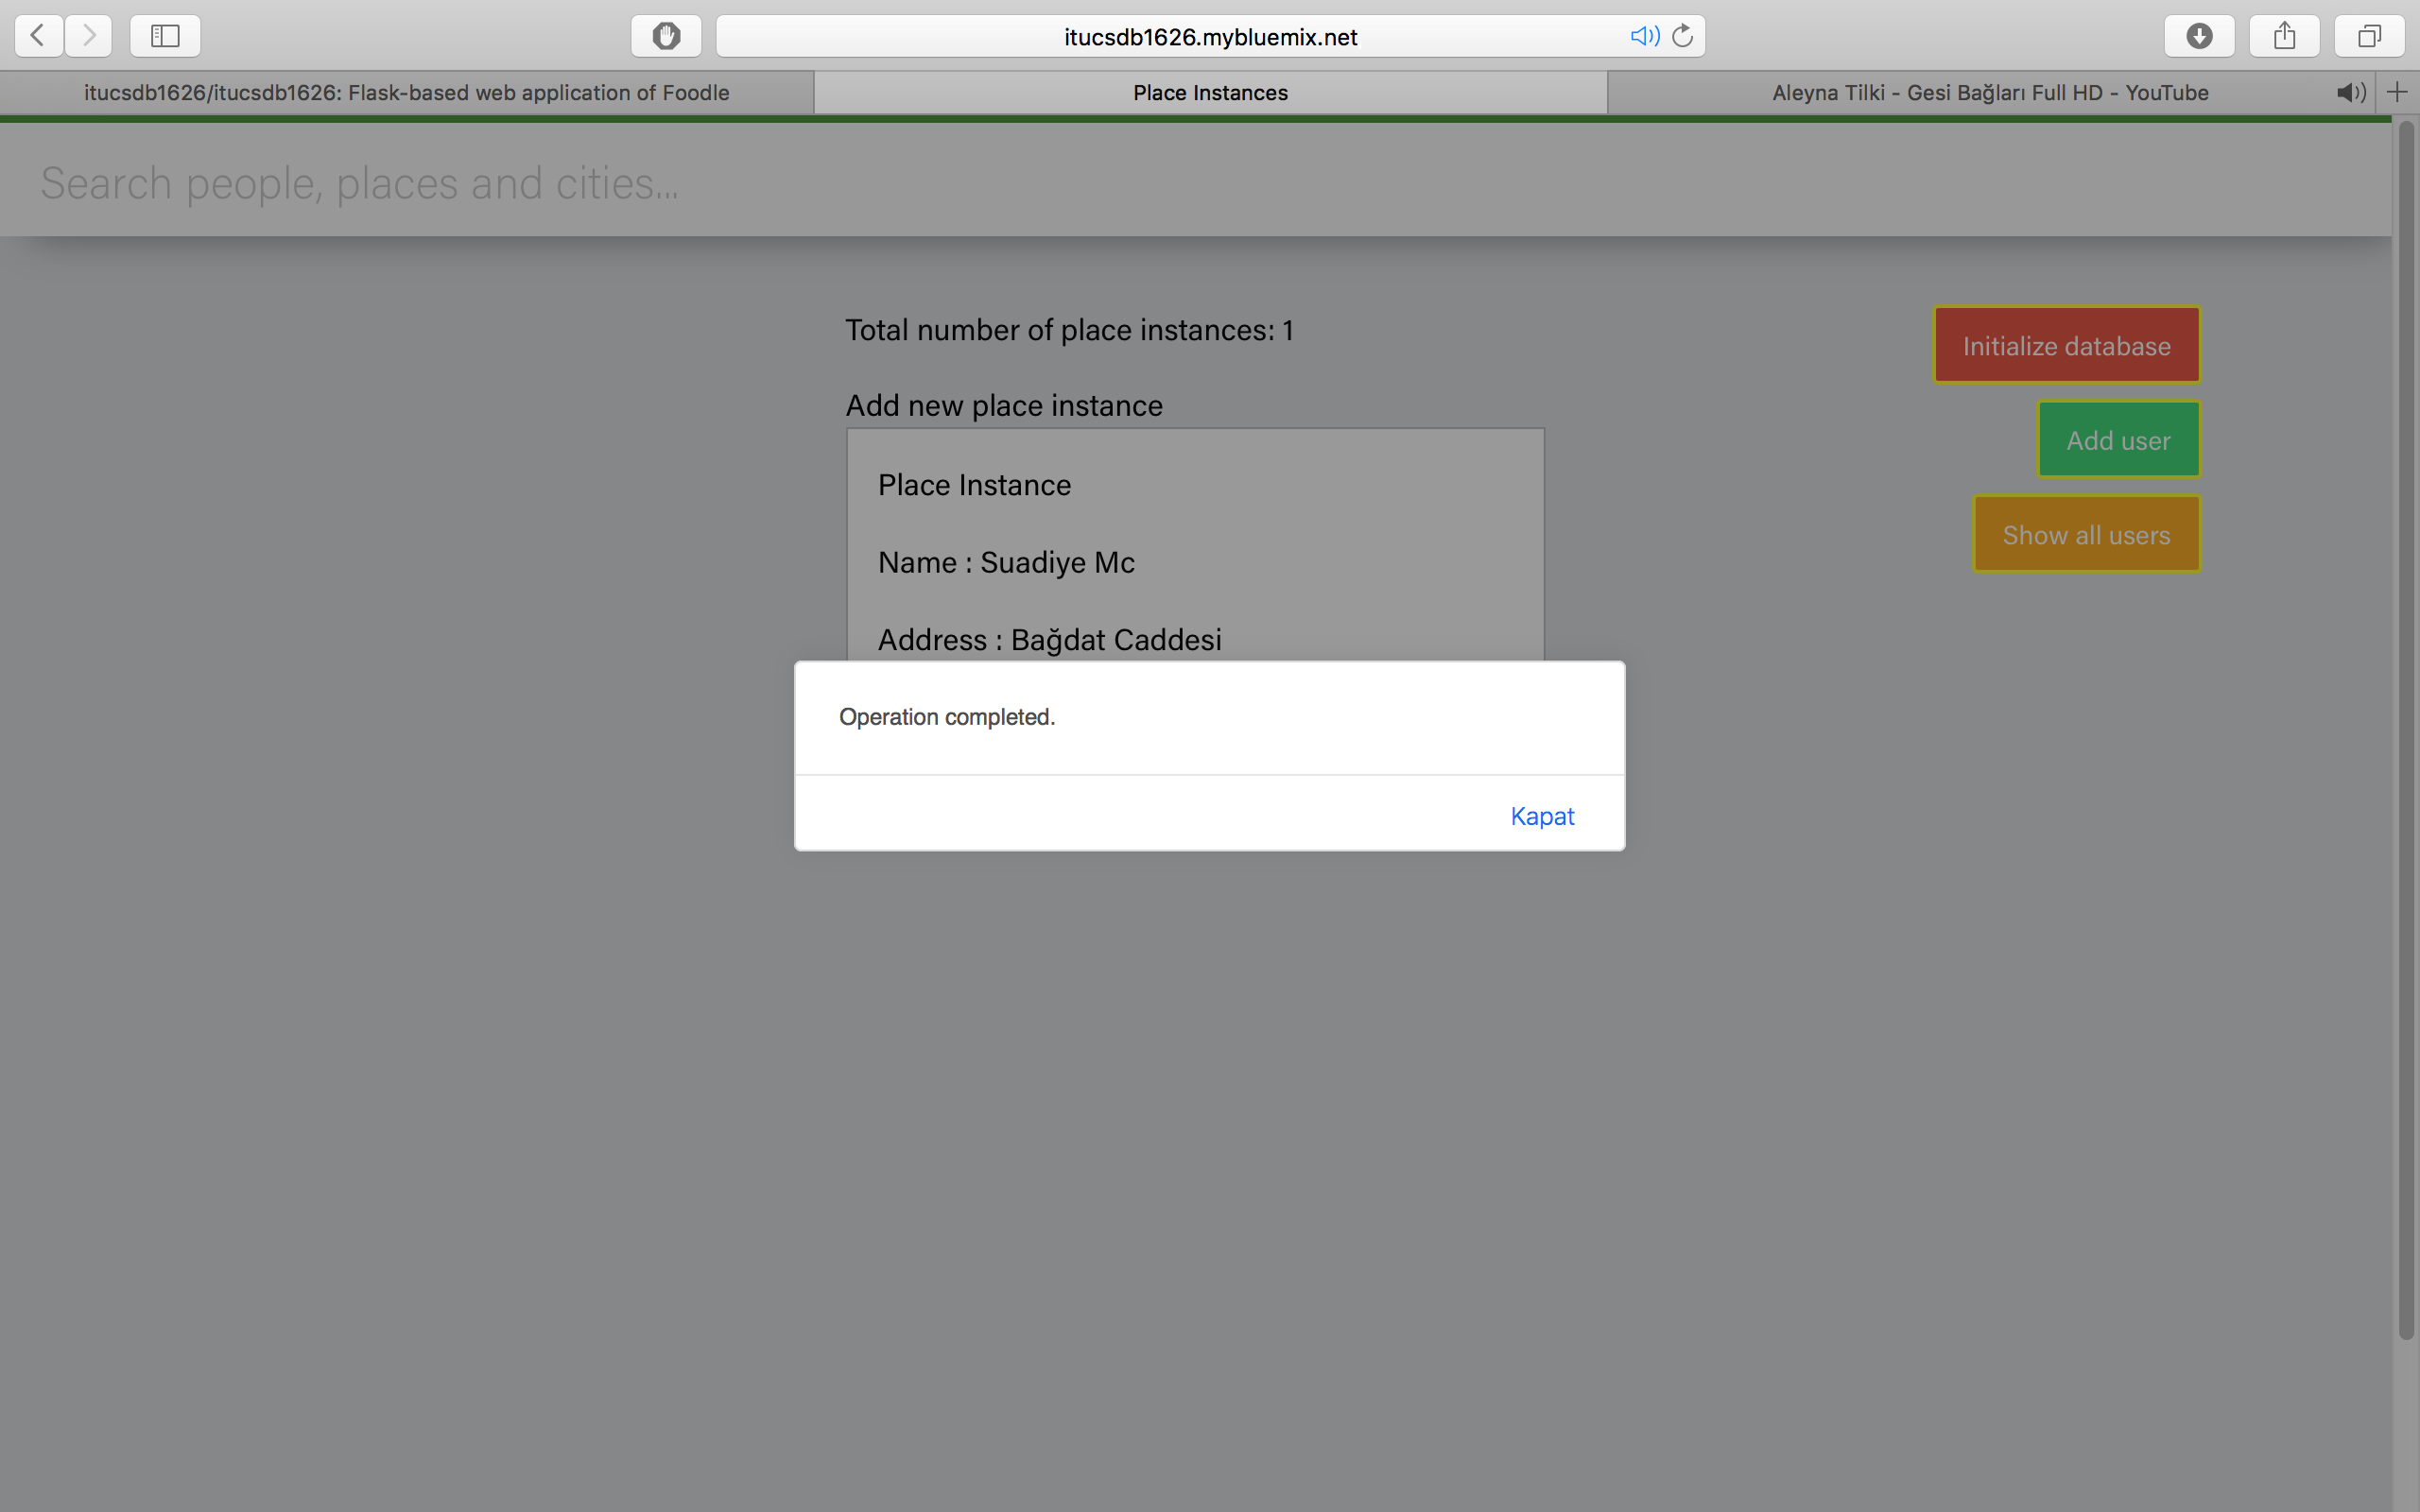 itucsdb1626.mybluemix.net
itucsdb1626/itucsdb1626: Flask-based web application of Foodle
Place Instances
Aleyna Tilki - Gesi Bağları Full HD - YouTube
Search people, places and cities...
Total number of place instances: 1
Initialize database
Add new place instance
Add user
Place Instance
Show all users
Name : Suadiye Mc
Address : Bağdat Caddesi
Operation completed.
Kapat